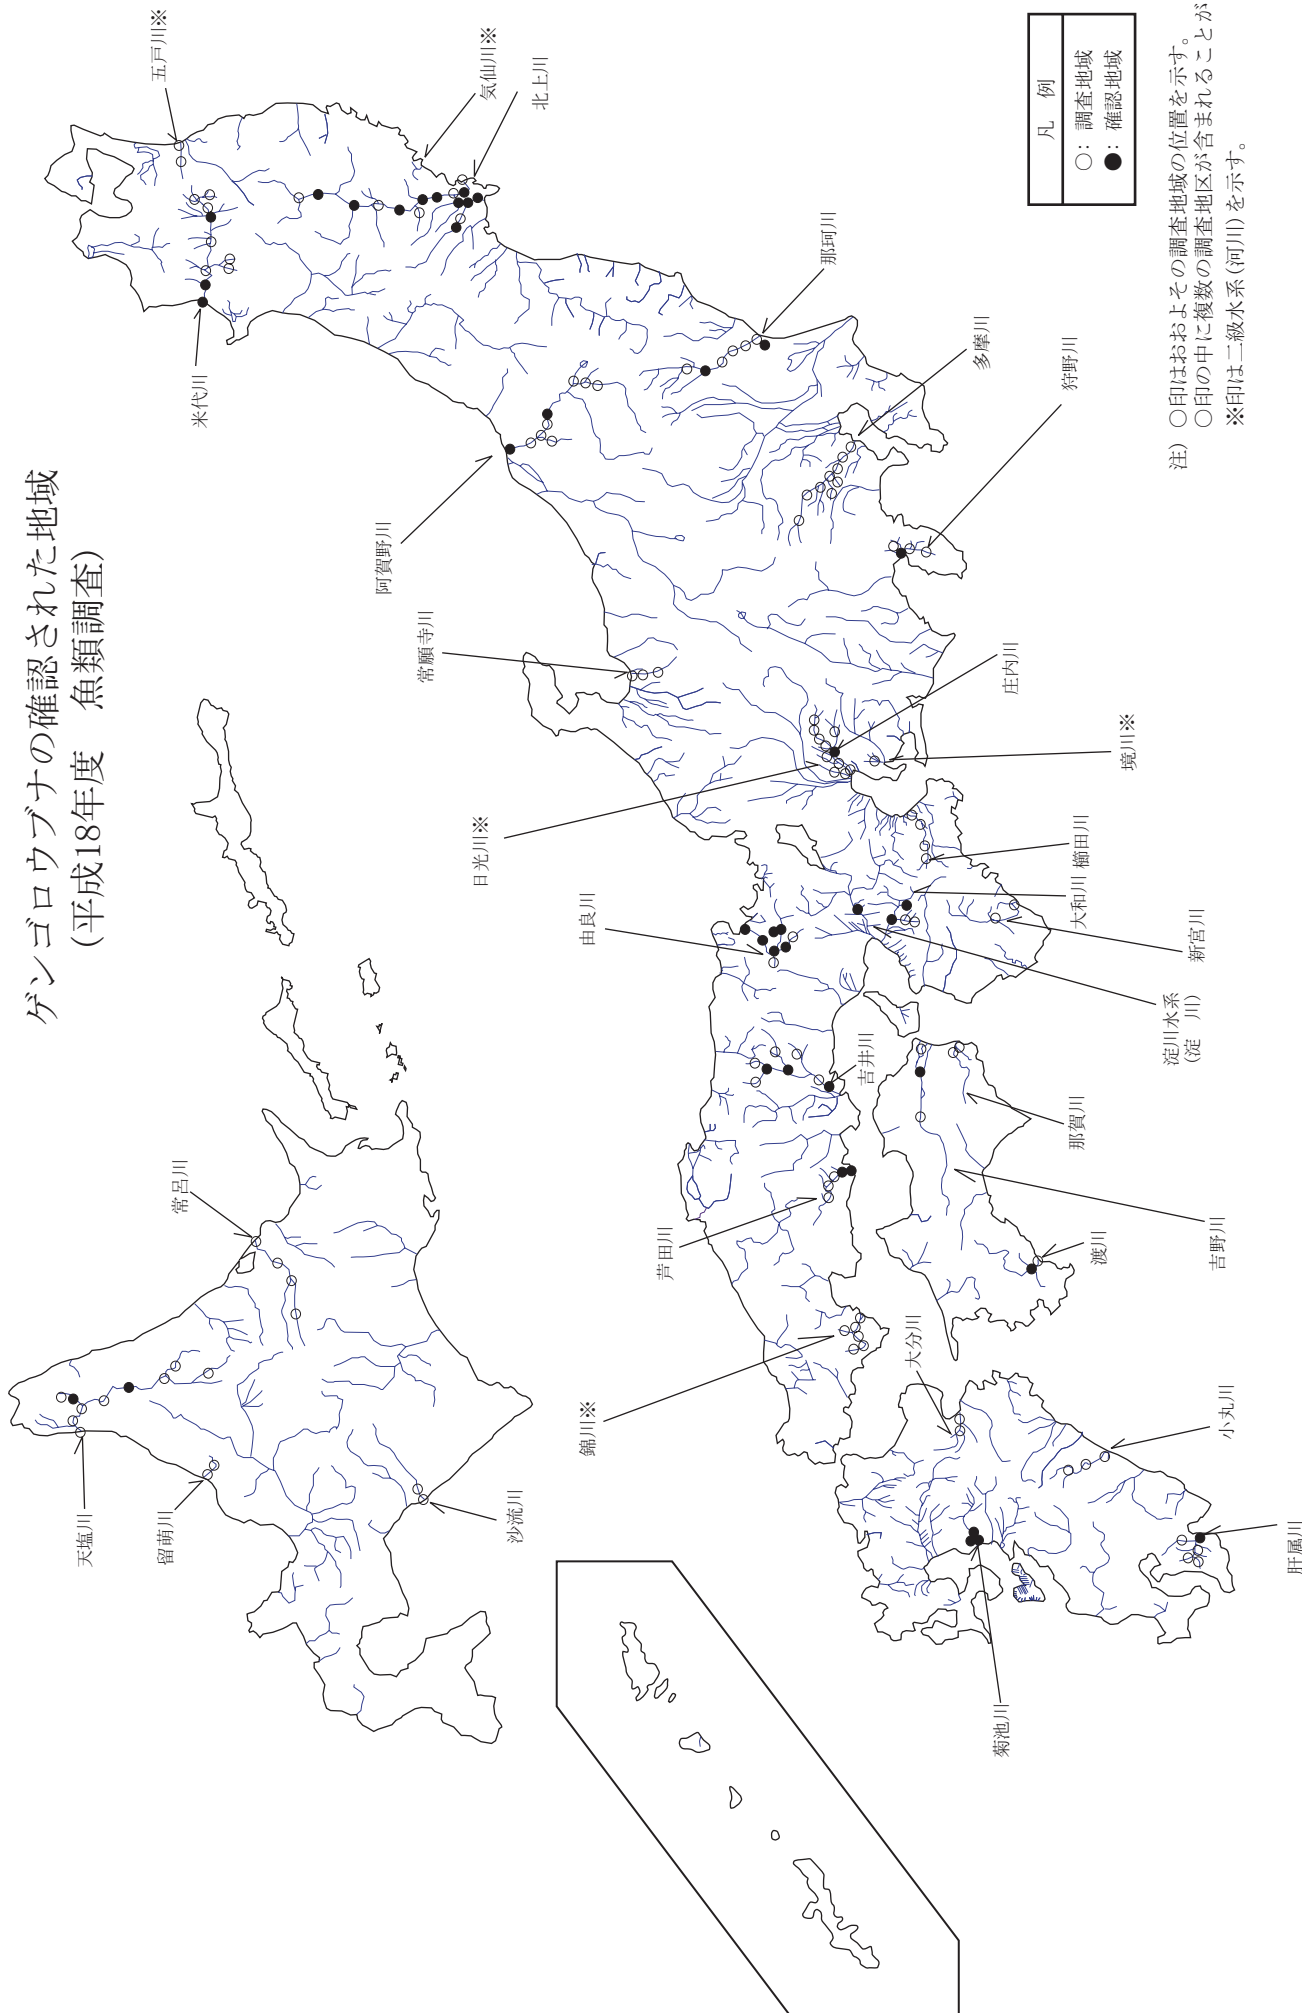 ゲンゴロウブナの確認された地域
(平成18年度　魚類調査)
天塩川
留萌川
常呂川
沙流川
米代川
五戸川※
気仙川※
北上川
阿賀野川
那珂川
多摩川
狩野川
常願寺川
庄内川
境川※
日光川※
櫛田川
大和川
新宮川
淀川水系
(淀　川)
由良川
吉井川
芦田川
錦川※
那賀川
吉野川
渡川
大分川
小丸川
肝属川
菊池川
凡　例
○：調査地域
●：確認地域
注）○印はおおよその調査地域の位置を示す。
○印の中に複数の調査地区が含まれることが
※印は二級水系(河川)を示す。